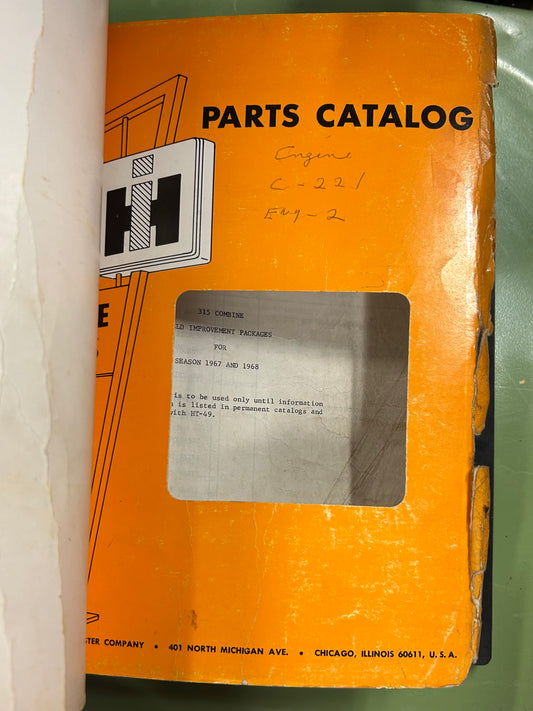 PARTS CATALOG
Engine
C-221
Eng-2
IH
E
315 COMBINE
LD IMPROVEMENT PACKAGES
FOR
SEASON 1967 AND 1968
is to be used only until information
is listed in permanent catalogs and
with HT-49.
STER COMPANY • 401 NORTH MICHIGAN AVE. • CHICAGO, ILLINOIS 60611, U. S. A.